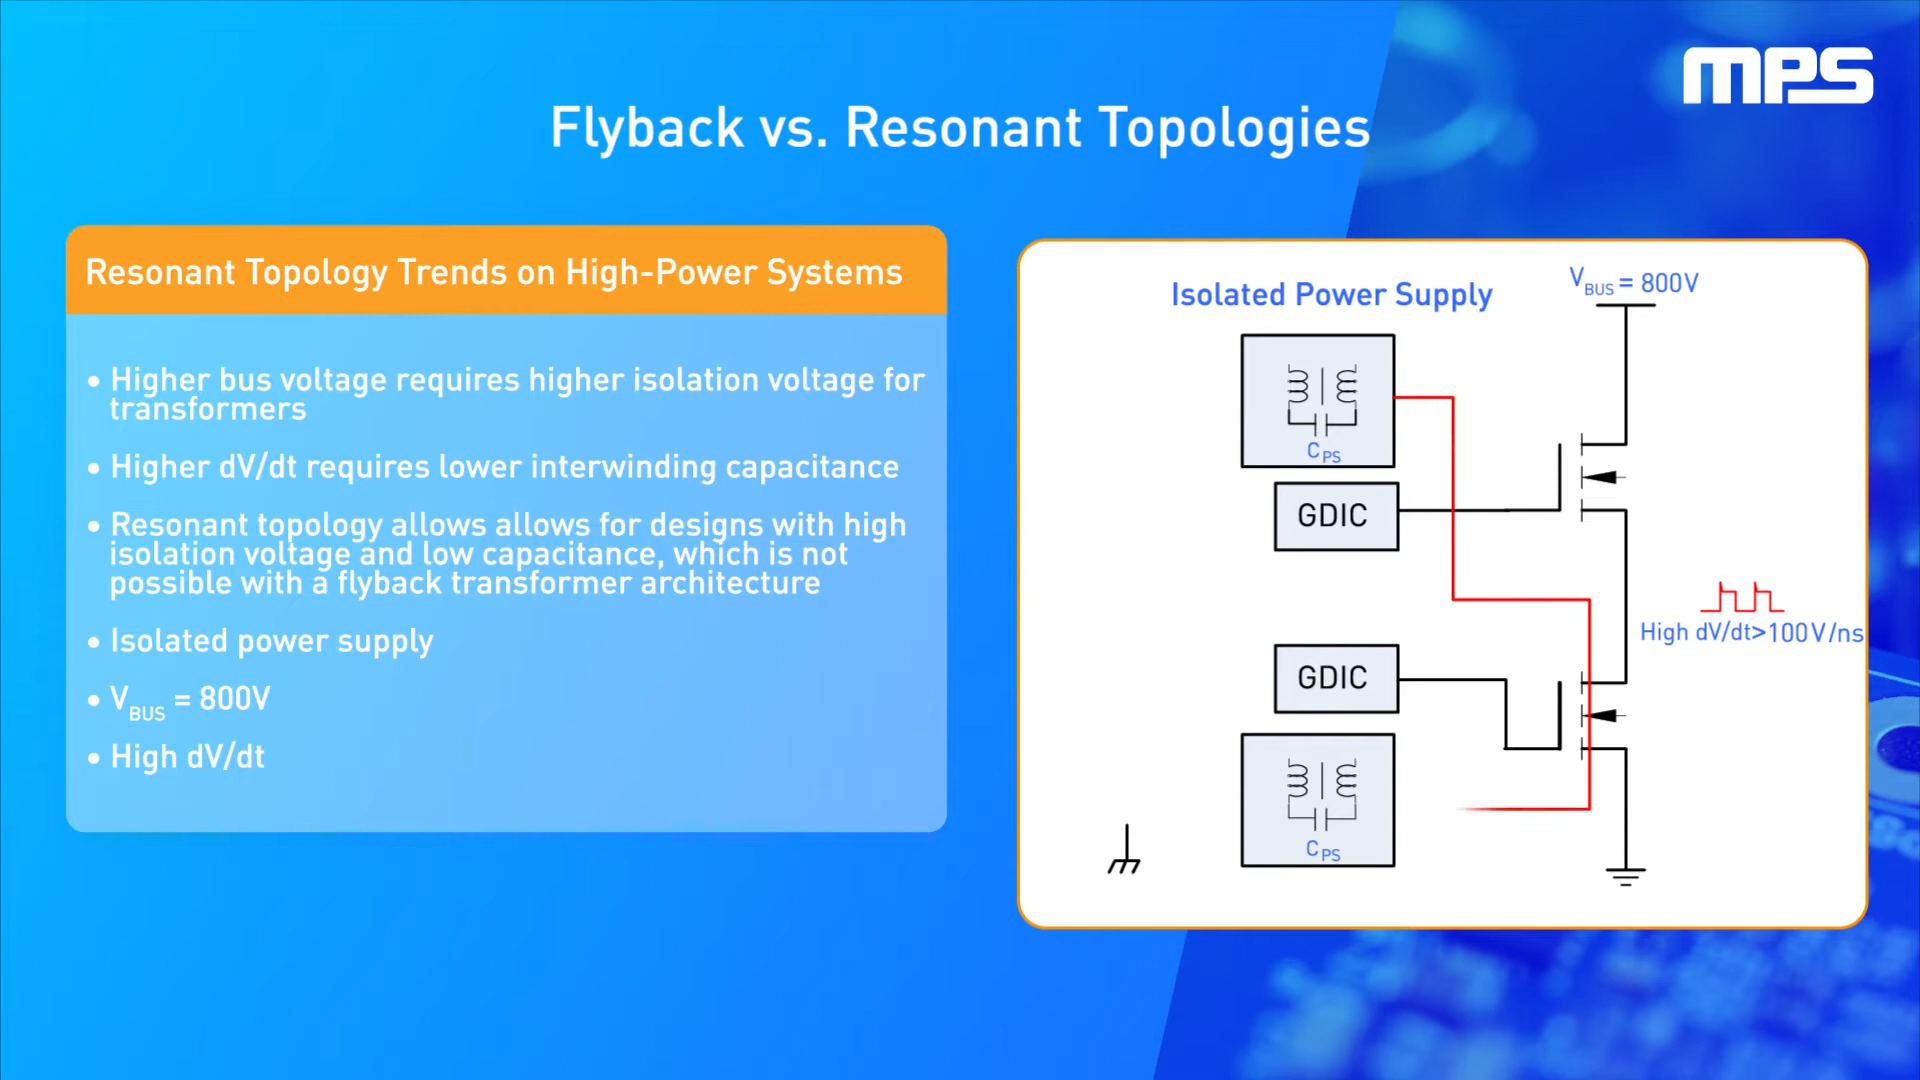 MPS
Flyback vs. Resonant Topologies
Resonant Topology Trends on High-Power Systems
• Higher bus voltage requires higher isolation voltage for
transformers
• Higher dV/dt requires lower interwinding capacitance
• Resonant topology allows allows for designs with high
isolation voltage and low capacitance, which is not
possible with a flyback transformer architecture
• Isolated power supply
• VBUS = 800V
• High dV/dt
Isolated Power Supply
VBUS = 800V
CPS
GDIC
High dV/dt>100V/ns
GDIC
CPS